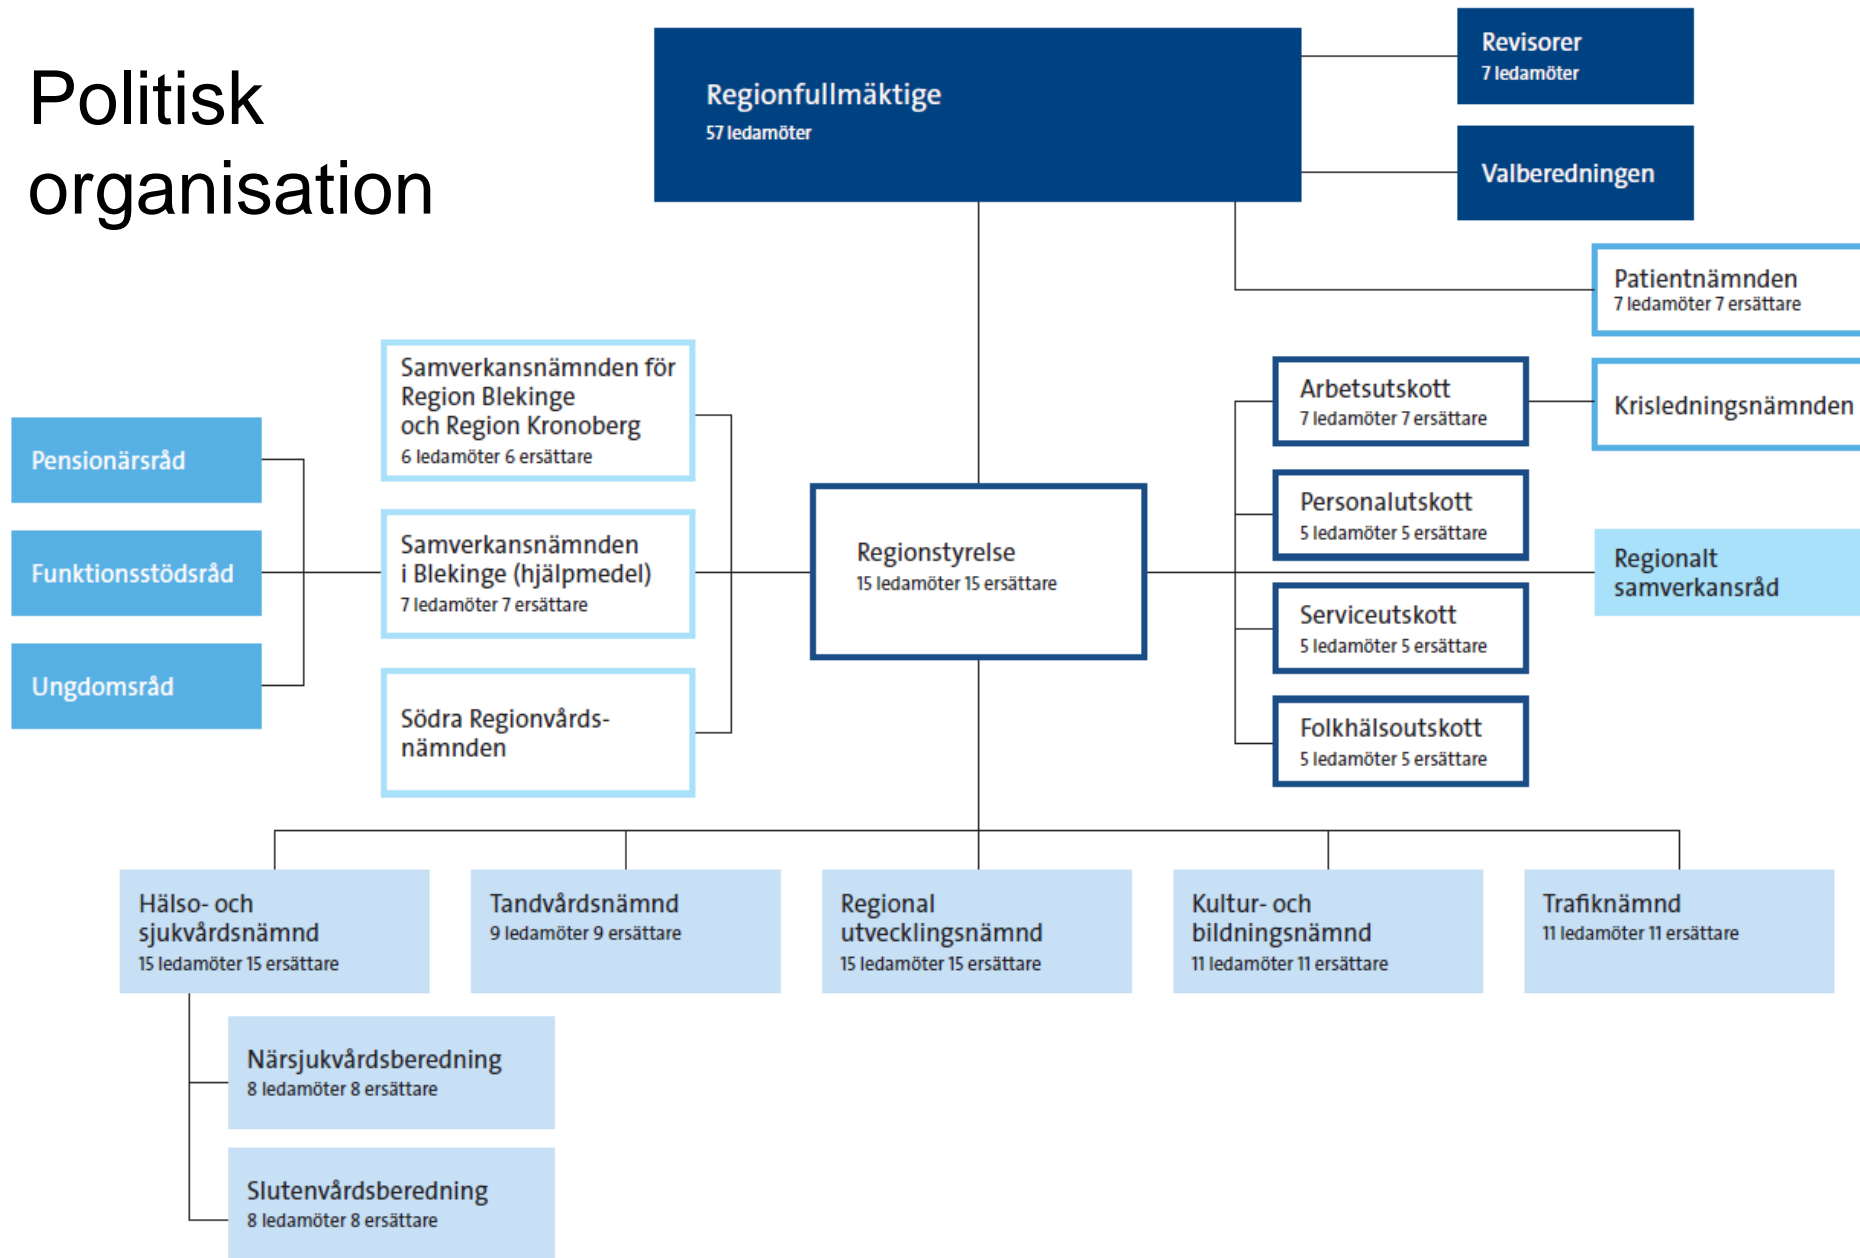 Politisk
organisation
Regionfullmäktige
57 ledamöter
Revisorer
7 ledamöter
Valberedningen
Patientnämnden
7 ledamöter 7 ersättare
Samverkansnämnden för
Region Blekinge
och Region Kronoberg
6 ledamöter 6 ersättare
Arbetsutskott
7 ledamöter 7 ersättare
Krisledningsnämnden
Pensionärsråd
Personalutskott
5 ledamöter 5 ersättare
Funktionsstödsråd
Samverkansnämnden
i Blekinge (hjälpmedel)
7 ledamöter 7 ersättare
Regionstyrelse
15 ledamöter 15 ersättare
Regionalt
samverkansråd
Serviceutskott
5 ledamöter 5 ersättare
Ungdomsråd
Södra Regionvårds-
nämnden
Folkhälsoutskott
5 ledamöter 5 ersättare
Hälso- och
sjukvårdsnämnd
15 ledamöter 15 ersättare
Tandvårdsnämnd
9 ledamöter 9 ersättare
Regional
utvecklingsnämnd
15 ledamöter 15 ersättare
Kultur- och
bildningsnämnd
11 ledamöter 11 ersättare
Trafiknämnd
11 ledamöter 11 ersättare
Närsjukvårdsberedning
8 ledamöter 8 ersättare
Slutenvårdsberedning
8 ledamöter 8 ersättare